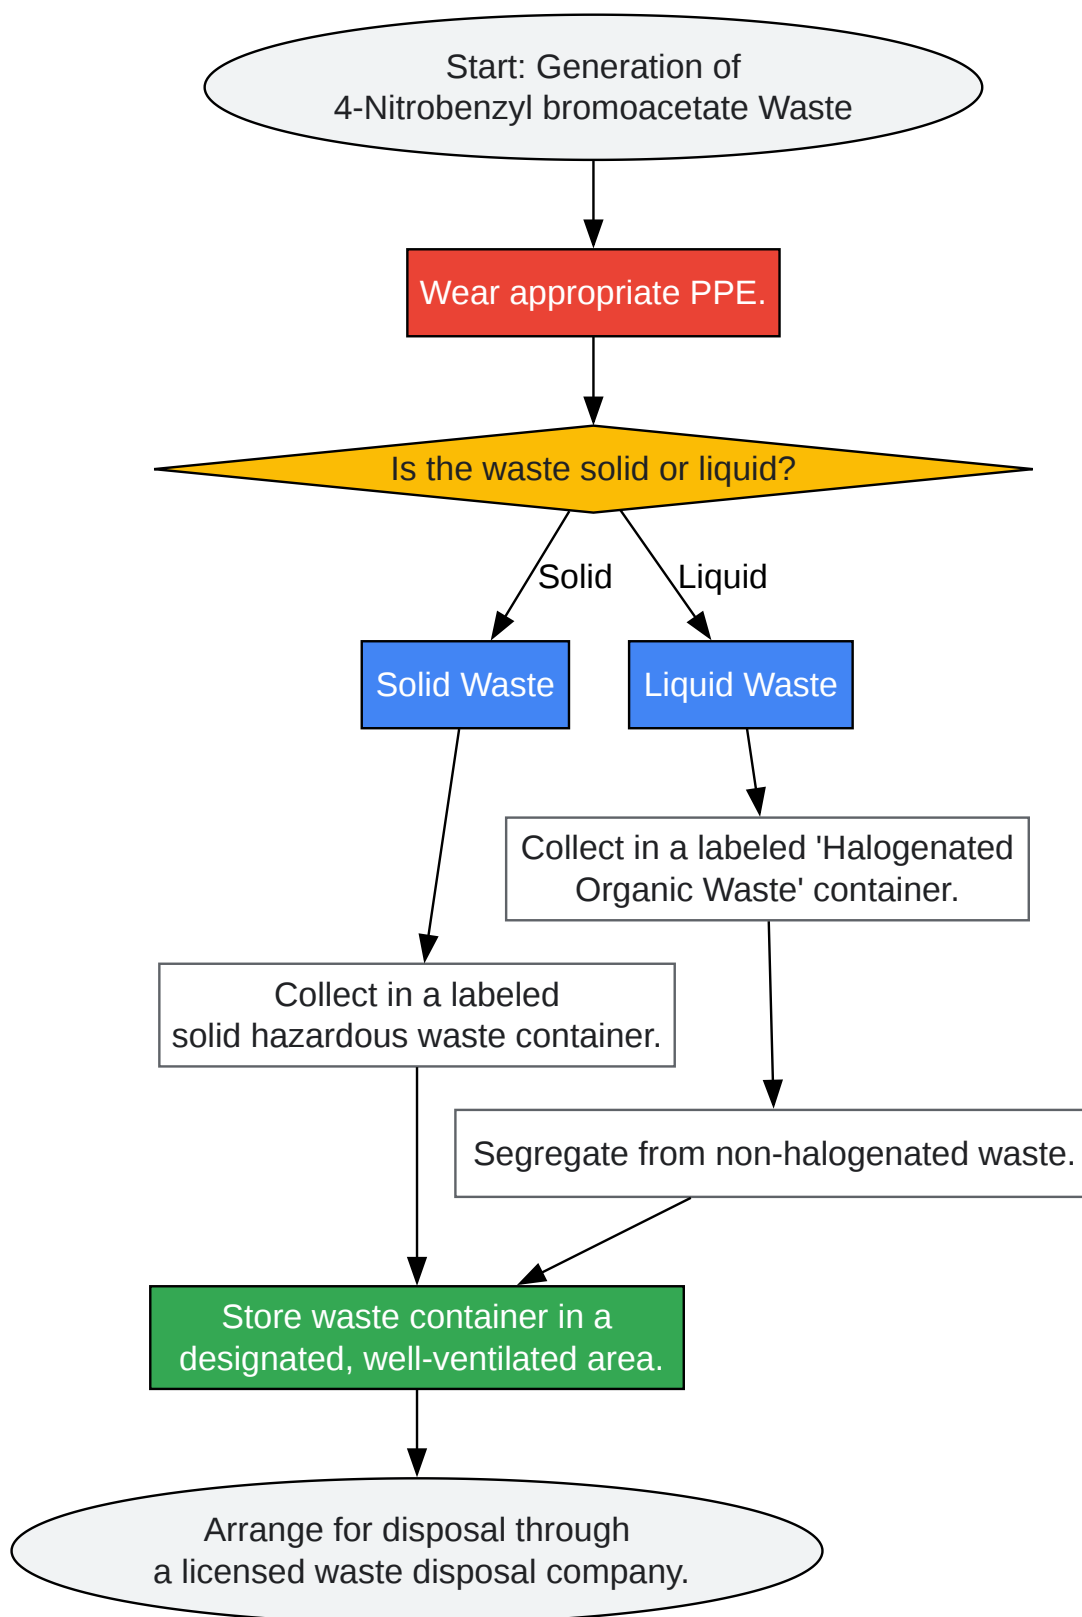 Start: Generation of
4-Nitrobenzyl bromoacetate Waste
Wear appropriate PPE.
Is the waste solid or liquid?
Solid
Liquid
Solid Waste
Liquid Waste
Collect in a labeled 'Halogenated
Organic Waste' container.
Collect in a labeled
solid hazardous waste container.
Segregate from non-halogenated waste.
Store waste container in a
designated, well-ventilated area.
Arrange for disposal through
a licensed waste disposal company.